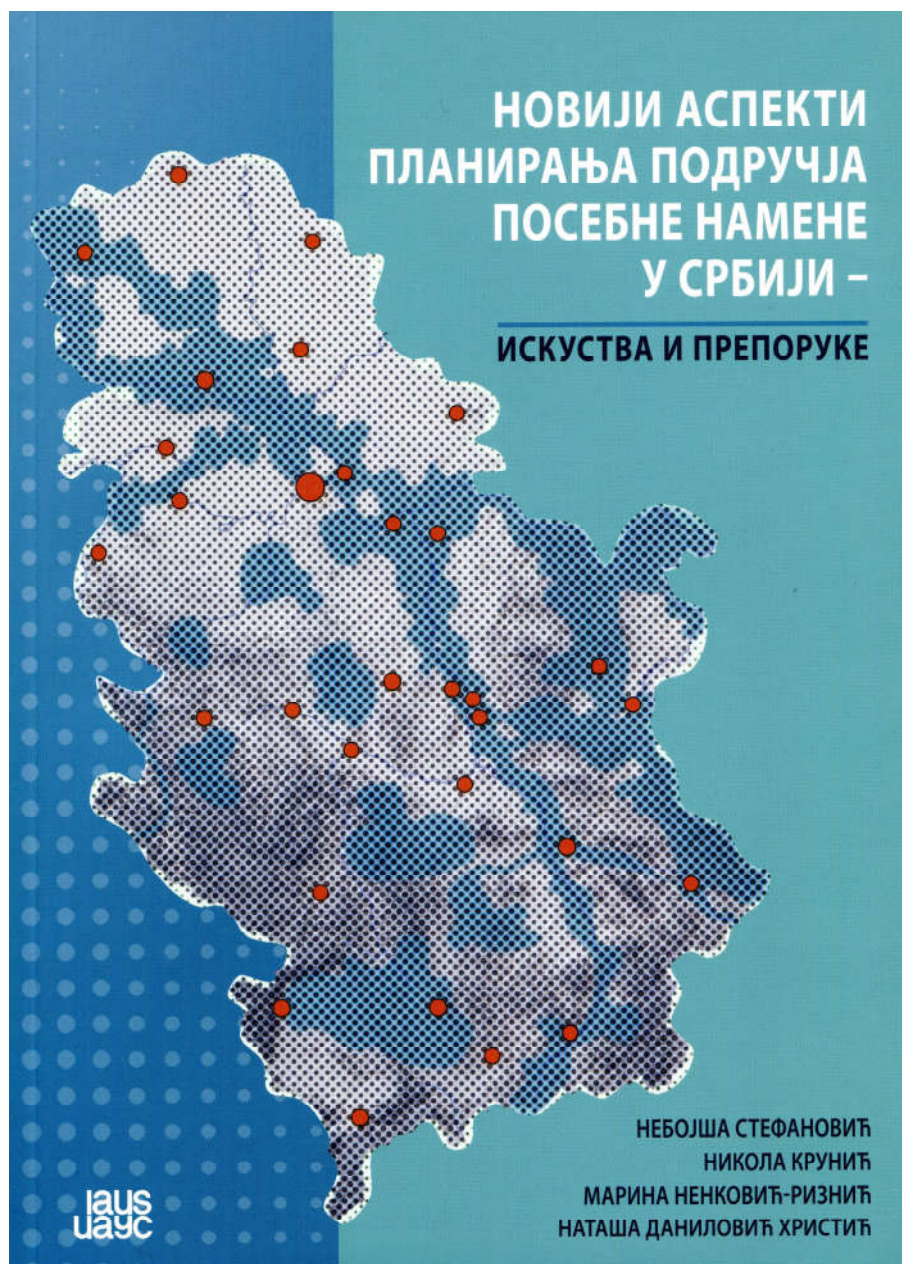 НОВИЈИ АСПЕКТИ
ПЛАНИРАЊА ПОДРУЧЈА
ПОСЕБНЕ НАМЕНЕ
У СРБИЈИ –
ИСКУСТВА И ПРЕПОРУКЕ
НЕБОЈША СТЕФАНОВИЋ
НИКОЛА КРУНИЋ
МАРИНА НЕНКОВИЋ-РИЗНИЋ
НАТАША ДАНИЛОВИЋ ХРИСТИЋ
iaus
иаус